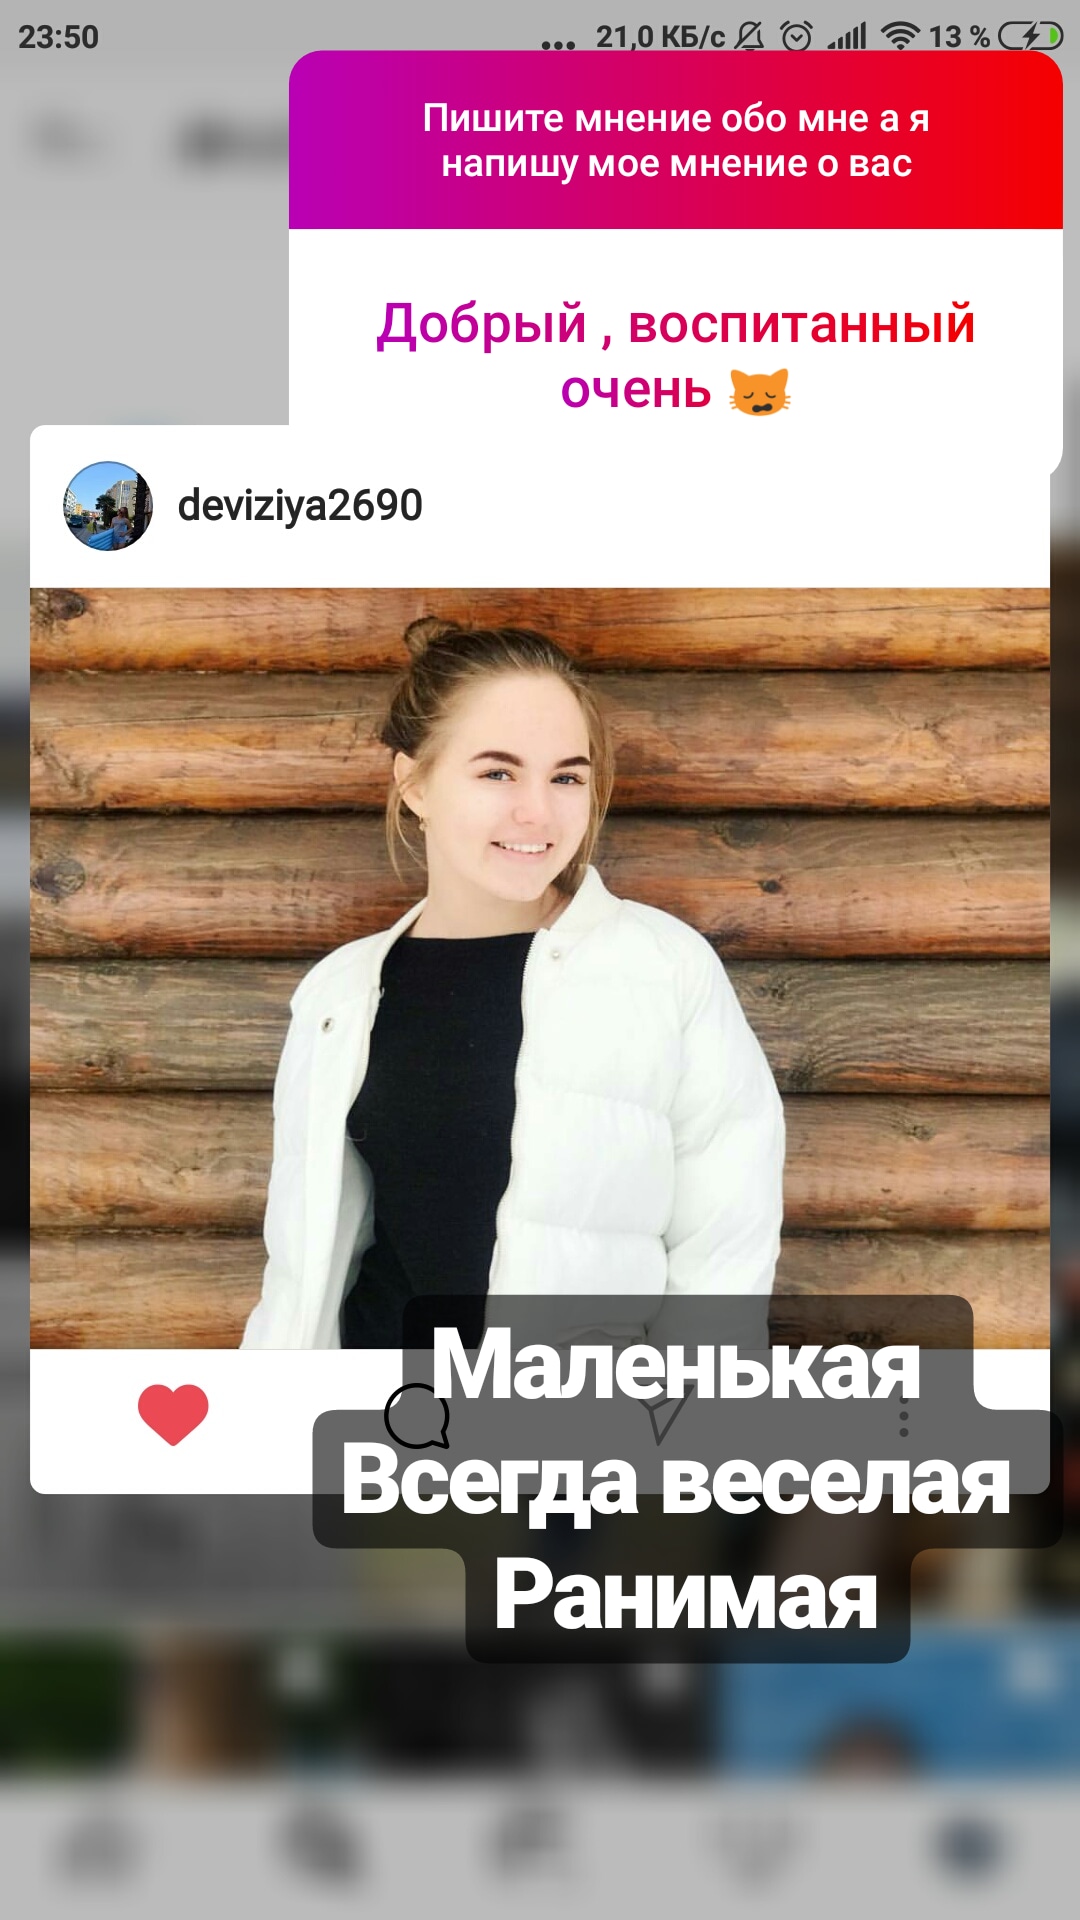 23:50 ... 21,0 КБ/с 13 %
Пишите мнение обо мне а я
напишу мое мнение о вас
Добрый , воспитанный
очень 😿
deviziya2690
Маленькая
Всегда веселая
Ранимая